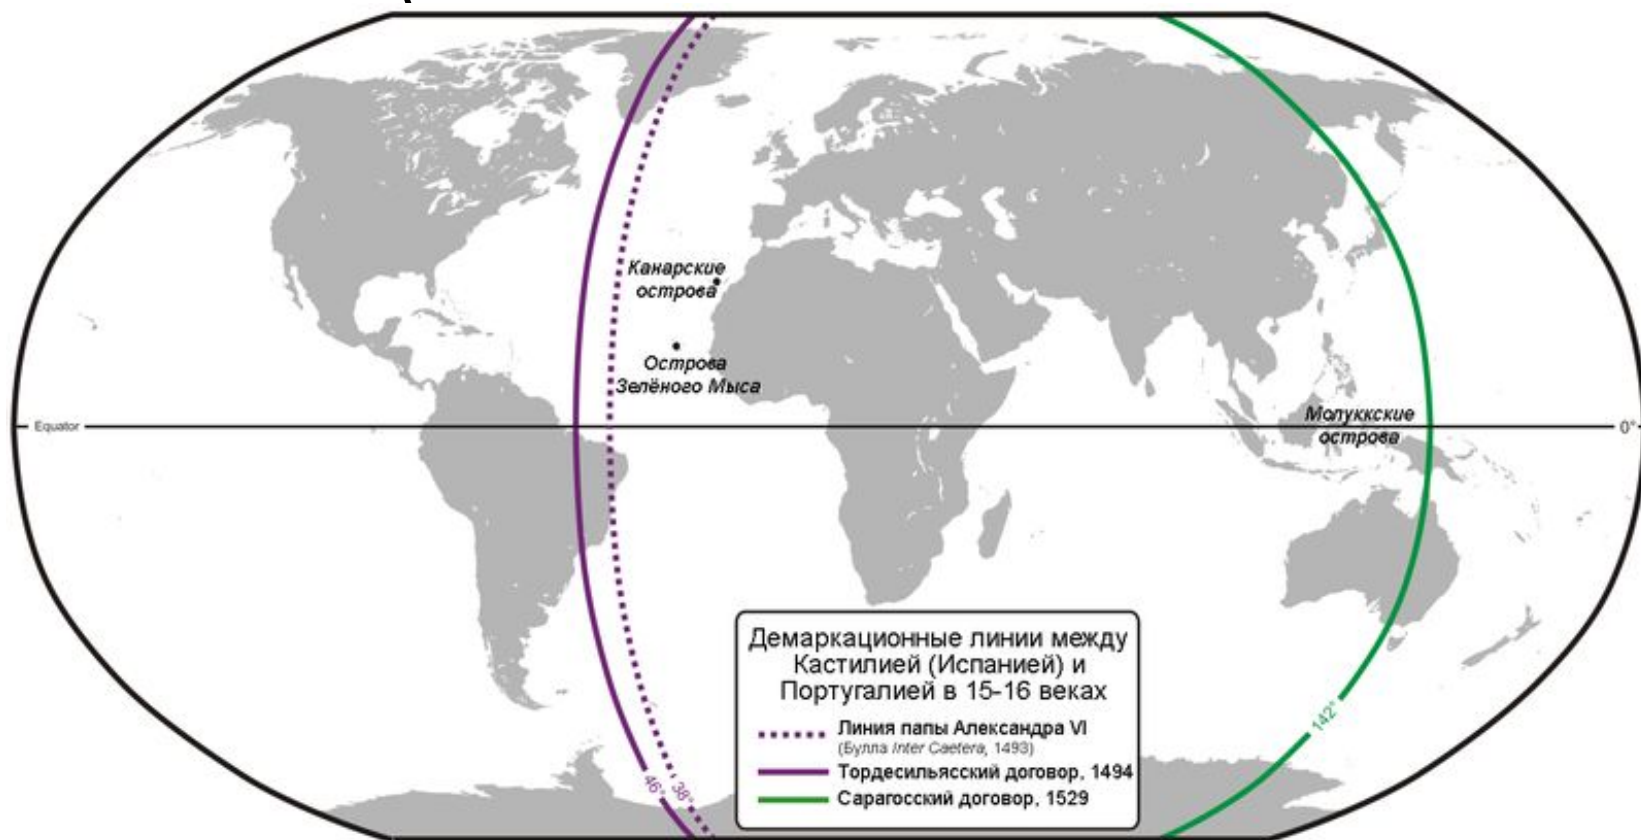 Канарские
острова
Острова
Зелёного Мыса
Equator
Молуккские
острова
0°
Демаркационные линии между
Кастилией (Испанией) и
Португалией в 15-16 веках
Линия папы Александра VI
(Булла Inter Caetera, 1493)
Тордесильясский договор, 1494
Сарагосский договор, 1529
46°
38°
142°